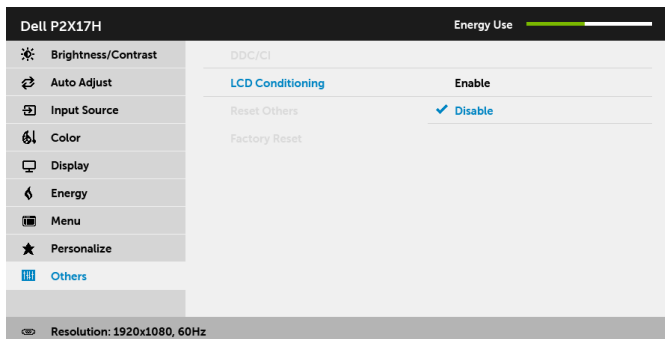 Dell P2X17H
Energy Use
Brightness/Contrast
DDC/CI
Auto Adjust
LCD Conditioning
Enable
Input Source
Reset Others
Disable
Color
Factory Reset
Display
Energy
Menu
Personalize
Others
Resolution: 1920x1080, 60Hz